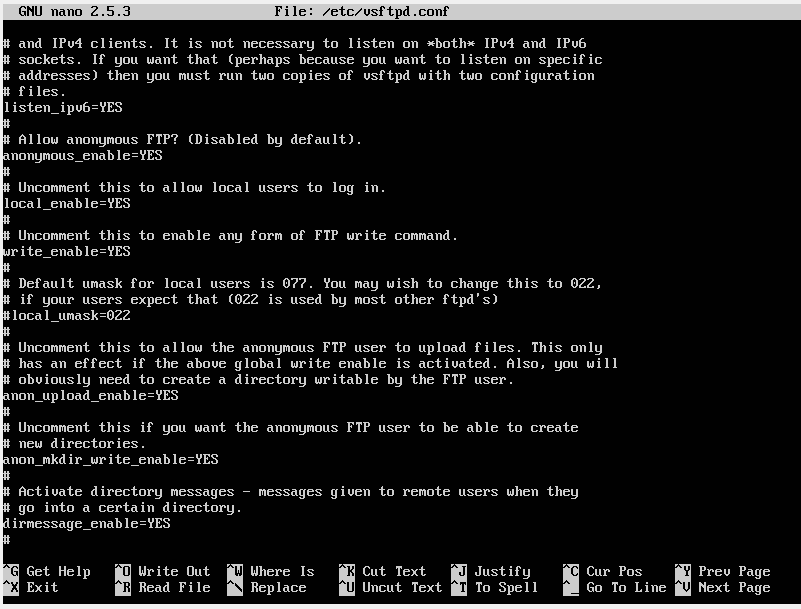 GNU nano 2.5.3 File: /etc/vsftpd.conf
# and IPv4 clients. It is not necessary to listen on *both* IPv4 and IPv6
# sockets. If you want that (perhaps because you want to listen on specific
# addresses) then you must run two copies of vsftpd with two configuration
# files.
listen_ipv6=YES
#
# Allow anonymous FTP? (Disabled by default).
anonymous_enable=YES
#
# Uncomment this to allow local users to log in.
local_enable=YES
#
# Uncomment this to enable any form of FTP write command.
write_enable=YES
#
# Default umask for local users is 077. You may wish to change this to 022,
# if your users expect that (022 is used by most other ftpd's)
#local_umask=022
#
# Uncomment this to allow the anonymous FTP user to upload files. This only
# has an effect if the above global write enable is activated. Also, you will
# obviously need to create a directory writable by the FTP user.
anon_upload_enable=YES
#
# Uncomment this if you want the anonymous FTP user to be able to create
# new directories.
anon_mkdir_write_enable=YES
#
# Activate directory messages - messages given to remote users when they
# go into a certain directory.
dirmessage_enable=YES
#
^G Get Help ^O Write Out ^W Where Is ^K Cut Text ^J Justify ^C Cur Pos ^Y Prev Page
^X Exit ^R Read File ^\ Replace ^U Uncut Text ^T To Spell ^_ Go To Line ^V Next Page